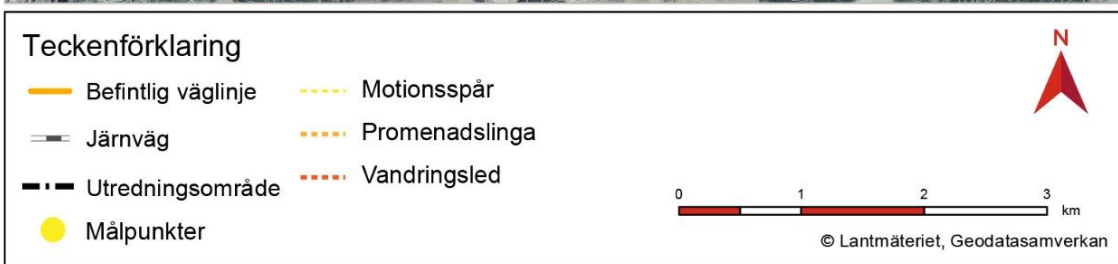 Teckenförklaring
Befintlig väglinje
Järnväg
Utredningsområde
Målpunkter
Motionsspår
Promenadslinga
Vandringsled
N
0 1 2 3
km
© Lantmäteriet, Geodatasamverkan